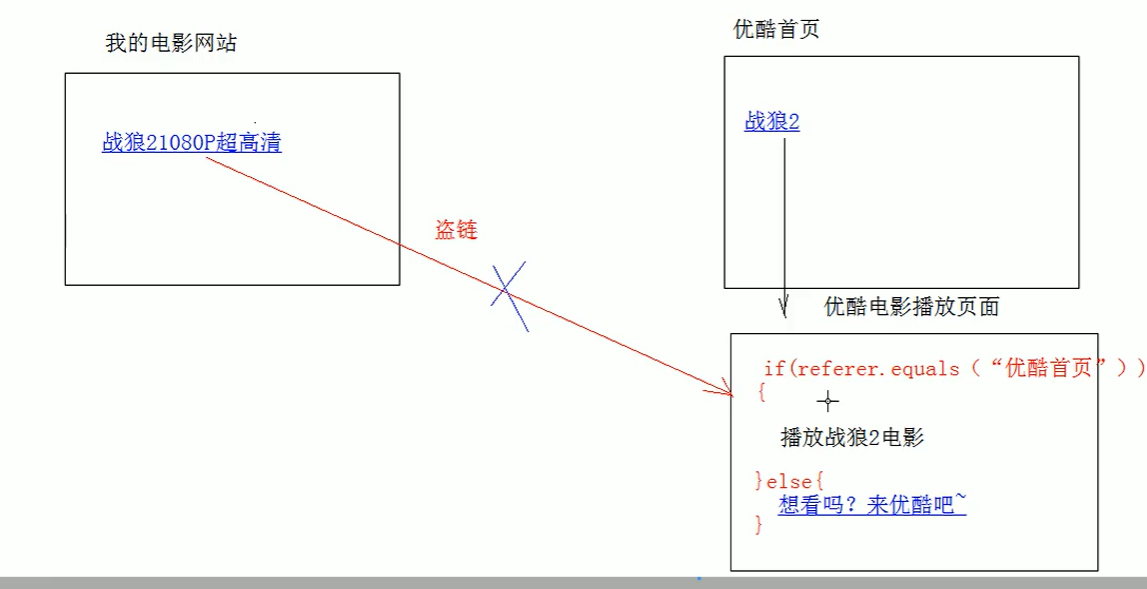 我的电影网站
战狼21080P超高清
盗链
优酷首页
战狼2
优酷电影播放页面
if(referer.equals（“优酷首页”））
{
播放战狼2电影
}else{
想看吗？来优酷吧~
}